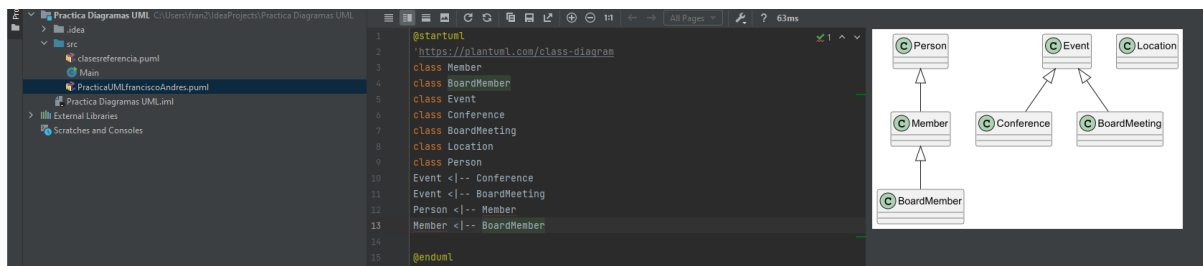 Pro
Practica Diagramas UML C:\Users\fran2\IdeaProjects\Practica Diagramas UML
.idea
src
clasesreferencia.puml
Main
PracticaUMLfranciscoAndres.puml
Practica Diagramas UML.iml
External Libraries
Scratches and Consoles
1:1
All Pages
?
63ms
1 @startuml
1
2 'https://plantuml.com/class-diagram
3 class Member
4 class BoardMember
5 class Event
6 class Conference
7 class BoardMeeting
8 class Location
9 class Person
10 Event <|-- Conference
11 Event <|-- BoardMeeting
12 Person <|-- Member
13 Member <|-- BoardMember
14
15 @enduml
C Person
C Event
C Location
C Member
C Conference
C BoardMeeting
C BoardMember